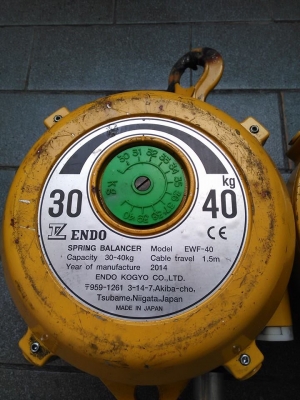 30
kg
40
kg
ENDO
CE
SPRING BALANCER Model EWF-40
Capacity 30-40kg Cable travel 1.5m
Year of manufacture 2014
ENDO KOGYO CO.,LTD.
〒959-1261 3-14-7,Akiba-cho,
Tsubame,Niigata,Japan
MADE IN JAPAN